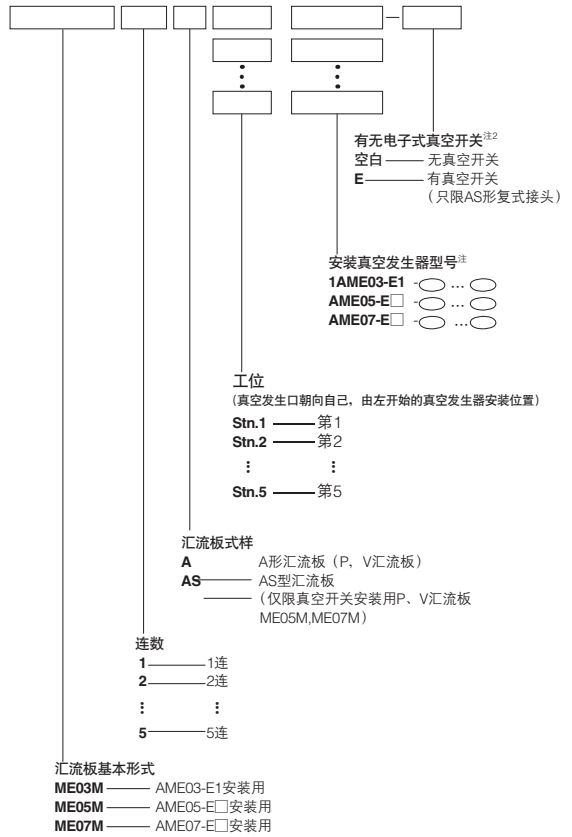 有无电子式真空开关注2
空白 无真空开关
E 有真空开关
（只限AS形复式接头）
安装真空发生器型号注
1AME03-E1 - ...
AME05-E□ - ...
AME07-E□ - ...
工位
(真空发生口朝向自己，由左开始的真空发生器安装位置)
Stn.1 第1
Stn.2 第2
⋮ ⋮
Stn.5 第5
汇流板式样
A A形汇流板（P，V汇流板）
AS AS型汇流板
（仅限真空开关安装用P、V汇流板
ME05M,ME07M）
连数
1 1连
2 2连
⋮ ⋮
5 5连
汇流板基本形式
ME03M AME03-E1安装用
ME05M AME05-E□安装用
ME07M AME07-E□安装用